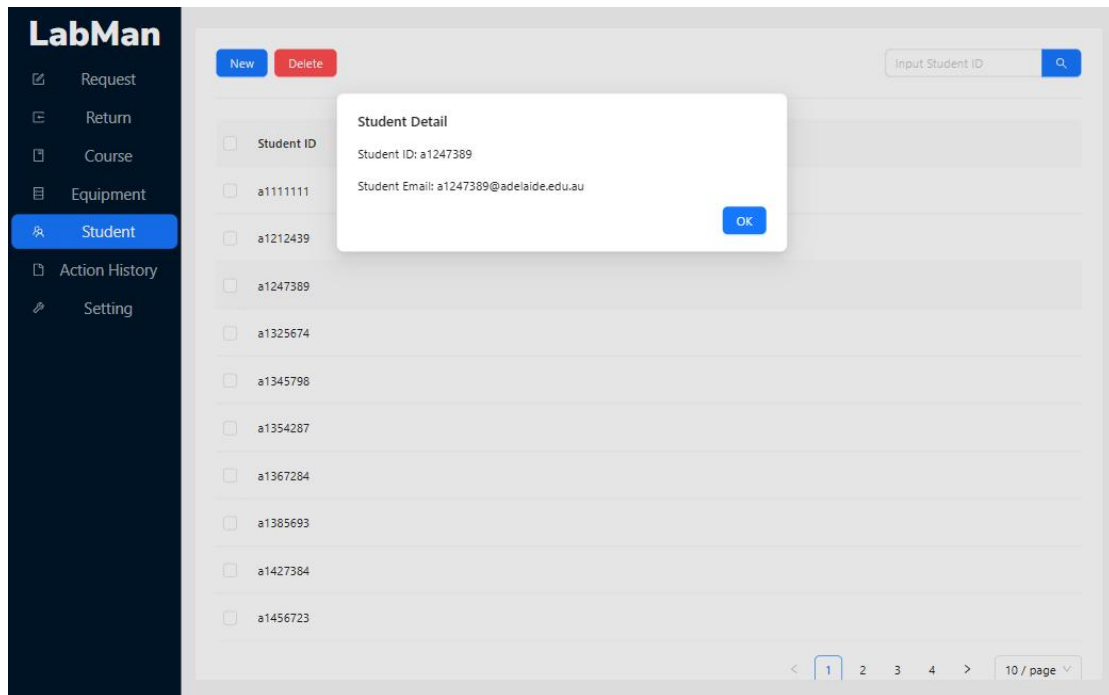 LabMan
Request
Return
Course
Equipment
Student
Action History
Setting
New Delete
Input Student ID
Student Detail
Student ID: a1247389
Student Email: a1247389@adelaide.edu.au
OK
Student ID
a1111111
a1212439
a1247389
a1325674
a1345798
a1354287
a1367284
a1385693
a1427384
a1456723
< 1 2 3 4 > 10 / page